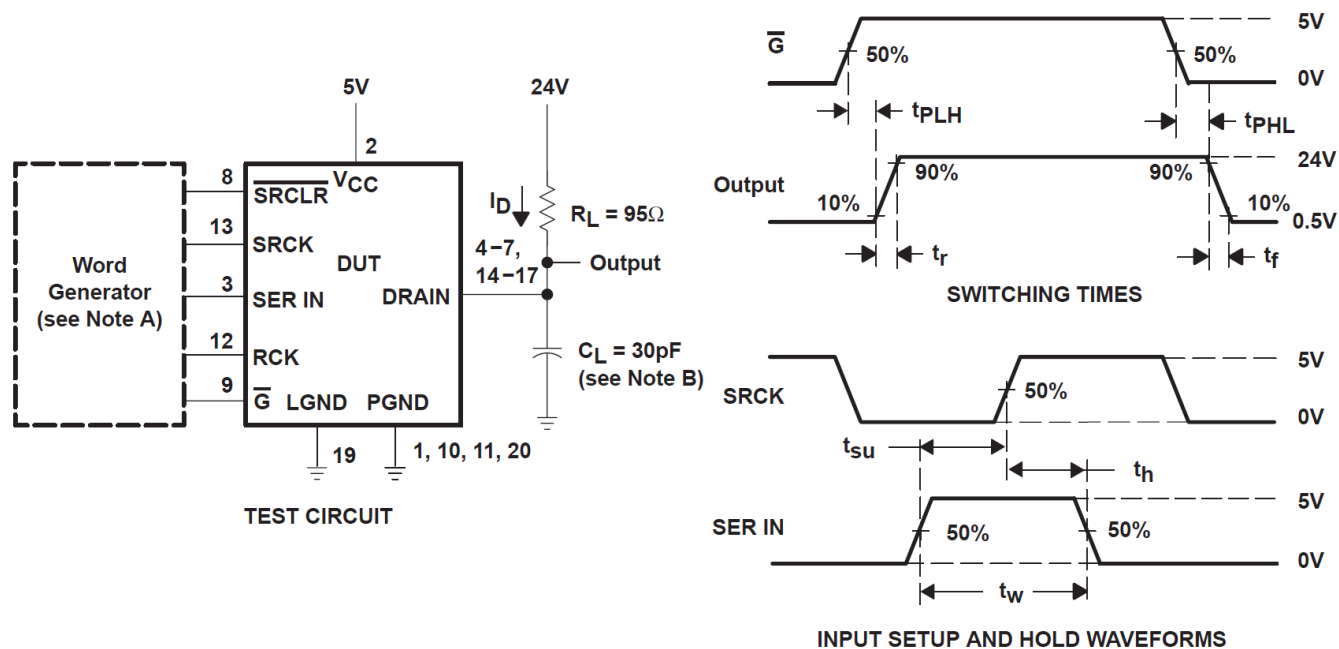 5V
24V
2
8
SRCLR
VCC
13
SRCK
DUT
3
SER IN
DRAIN
12
RCK
9
G
LGND
PGND
19
1, 10, 11, 20
Word
Generator
(see Note A)
ID
RL = 95Ω
4−7,
14−17
Output
CL = 30pF
(see Note B)
TEST CIRCUIT
G
50%
50%
5V
0V
tPLH
tPHL
Output
10%
90%
90%
10%
24V
0.5V
tr
tf
SWITCHING TIMES
SRCK
50%
5V
0V
tsu
th
SER IN
50%
50%
5V
0V
tw
INPUT SETUP AND HOLD WAVEFORMS